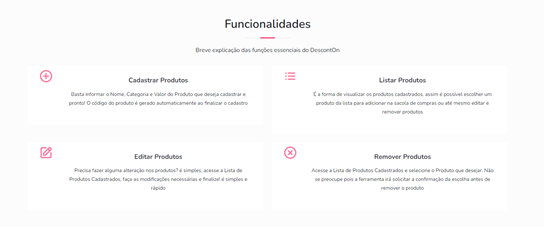 Funcionalidades
Breve explicação das funções essenciais do DescontOn
Cadastrar Produtos
Basta informar o Nome, Categoria e Valor do Produto que deseja cadastrar e
pronto! O código do produto é gerado automaticamente ao finalizar o cadastro
Listar Produtos
É a forma de visualizar os produtos cadastrados, assim é possível escolher um
produto da lista para adicionar na sacola de compras ou até mesmo editar e
remover produtos
Editar Produtos
Precisa fazer alguma alteração nos produtos? é simples, acesse a Lista de
Produtos Cadastrados, faça as modificações necessárias e finalize! é simples e
rápido
Remover Produtos
Acesse a Lista de Produtos Cadastrados e selecione o Produto que desejar. Não
se preocupe pois a ferramenta irá solicitar a confirmação da escolha antes de
remover o produto